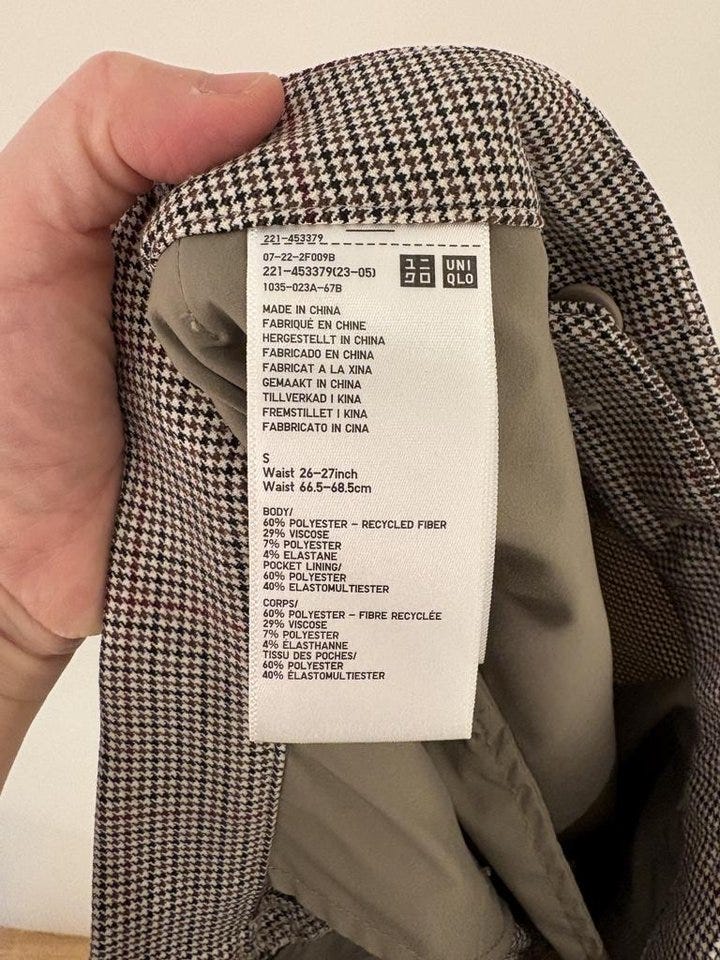 221-453379
07-22-2F009B
221-453379(23-05)
1035-023A-67B
ユニ
クロ
UNI
QLO
MADE IN CHINA
FABRIQUÉ EN CHINE
HERGESTELLT IN CHINA
FABRICADO EN CHINA
FABRICAT A LA XINA
GEMAAKT IN CHINA
TILLVERKAD I KINA
FREMSTILLET I KINA
FABBRICATO IN CINA
S
Waist 26-27inch
Waist 66.5-68.5cm
BODY/
60% POLYESTER - RECYCLED FIBER
29% VISCOSE
7% POLYESTER
4% ELASTANE
POCKET LINING/
60% POLYESTER
40% ELASTOMULTIESTER
CORPS/
60% POLYESTER - FIBRE RECYCLÉE
29% VISCOSE
7% POLYESTER
4% ÉLASTHANNE
TISSU DES POCHES/
60% POLYESTER
40% ÉLASTOMULTIESTER